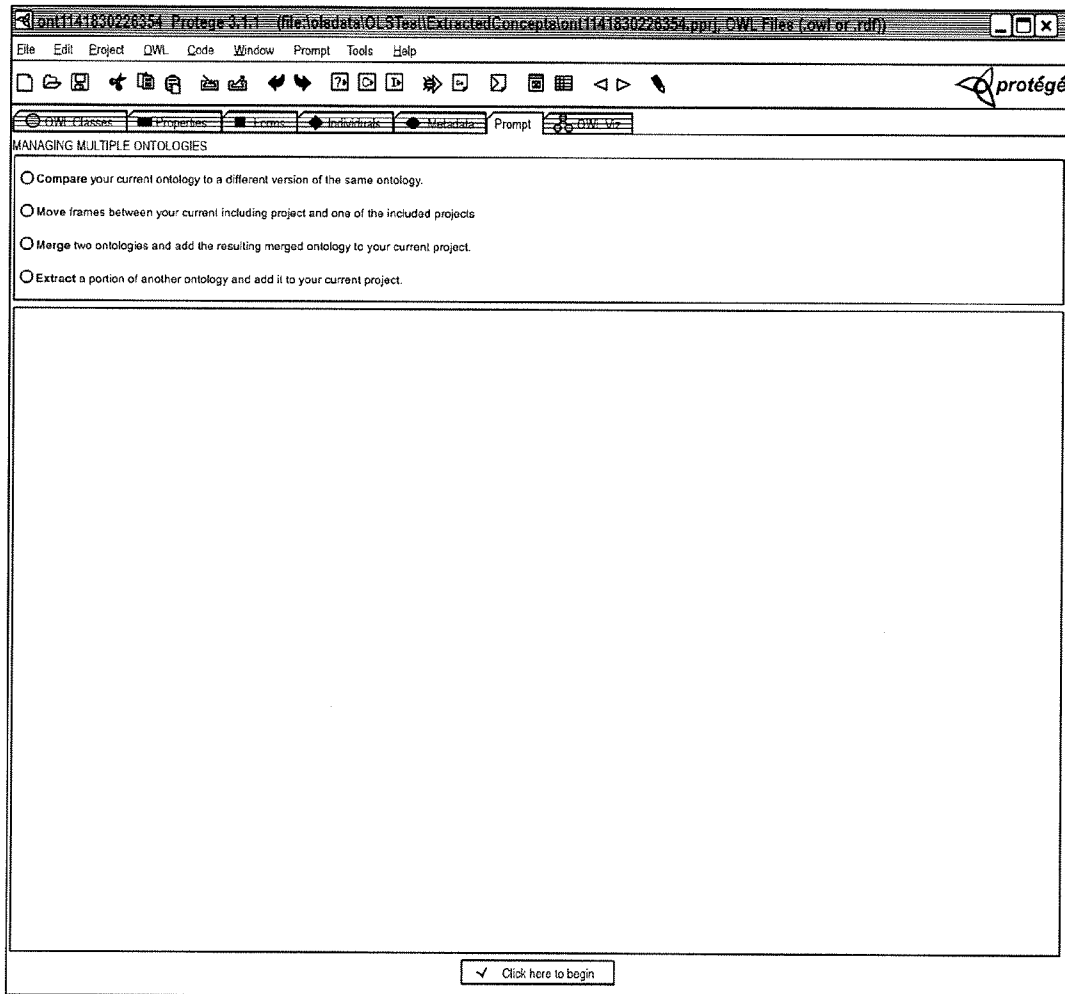 ont1141830226354 Protege 3.1.1 (file:\olsdata\OLSTest\ExtractedConcepts\ont1141830226354.pprj, OWL Files (.owl or .rdf))
File Edit Project OWL Code Window Prompt Tools Help
protégé
OWL Classes Properties Forms Individuals Metadata Prompt OWL Viz
MANAGING MULTIPLE ONTOLOGIES
Compare your current ontology to a different version of the same ontology.
Move frames between your current including project and one of the included projects
Merge two ontologies and add the resulting merged ontology to your current project.
Extract a portion of another ontology and add it to your current project.
Click here to begin